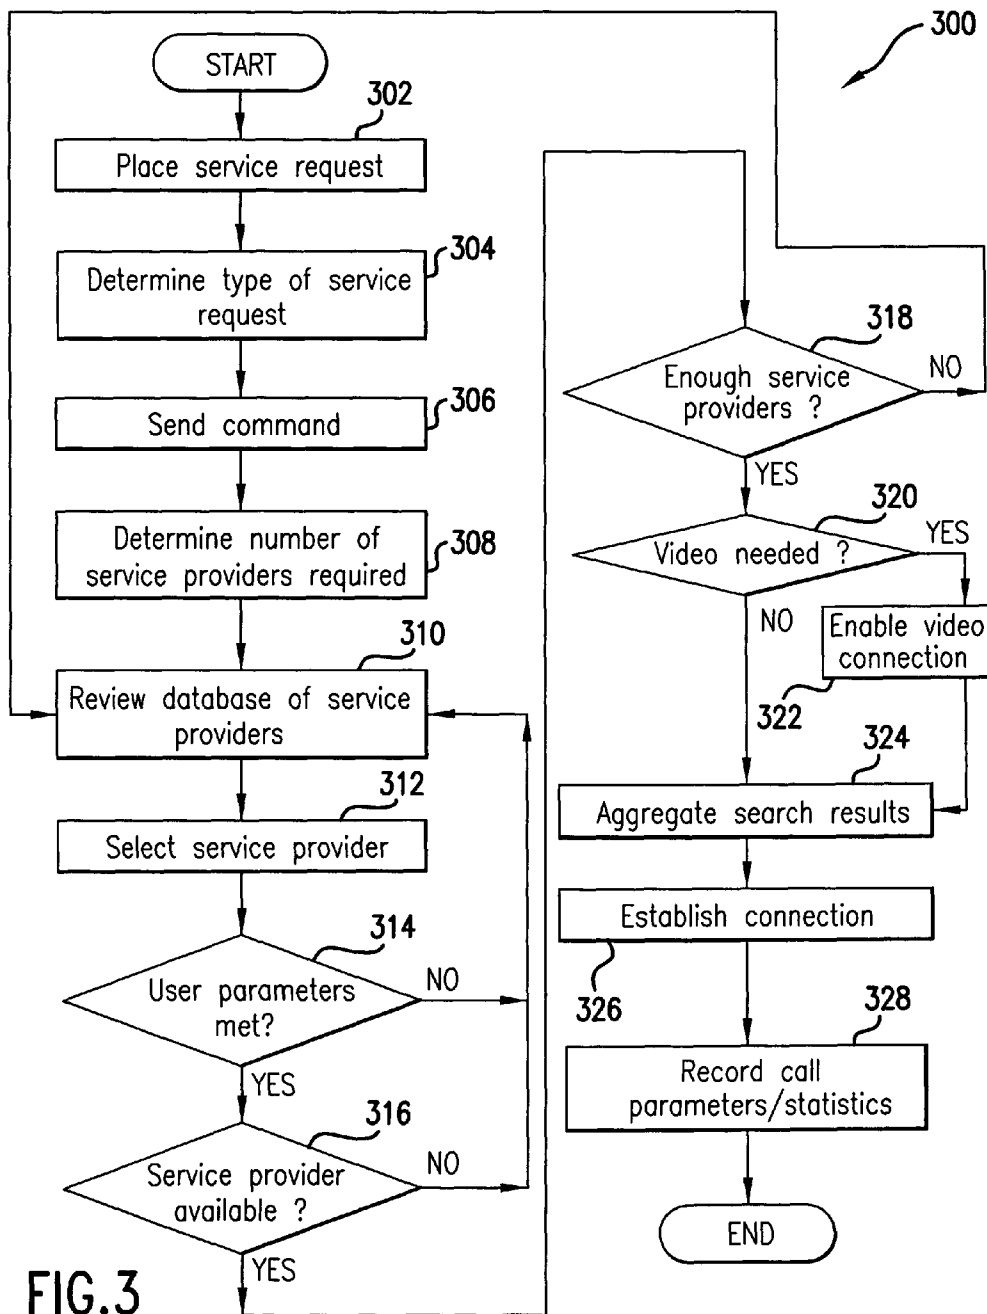 300
START
302
Place service request
304
Determine type of service
request
306
Send command
308
Determine number of
service providers required
310
Review database of service
providers
312
Select service provider
314
User parameters
met?
NO
YES
316
Service provider
available ?
NO
YES
318
Enough service
providers ?
NO
YES
320
Video needed ?
YES
NO
Enable video
connection
322
324
Aggregate search results
Establish connection
326
328
Record call
parameters/statistics
END
FIG.3